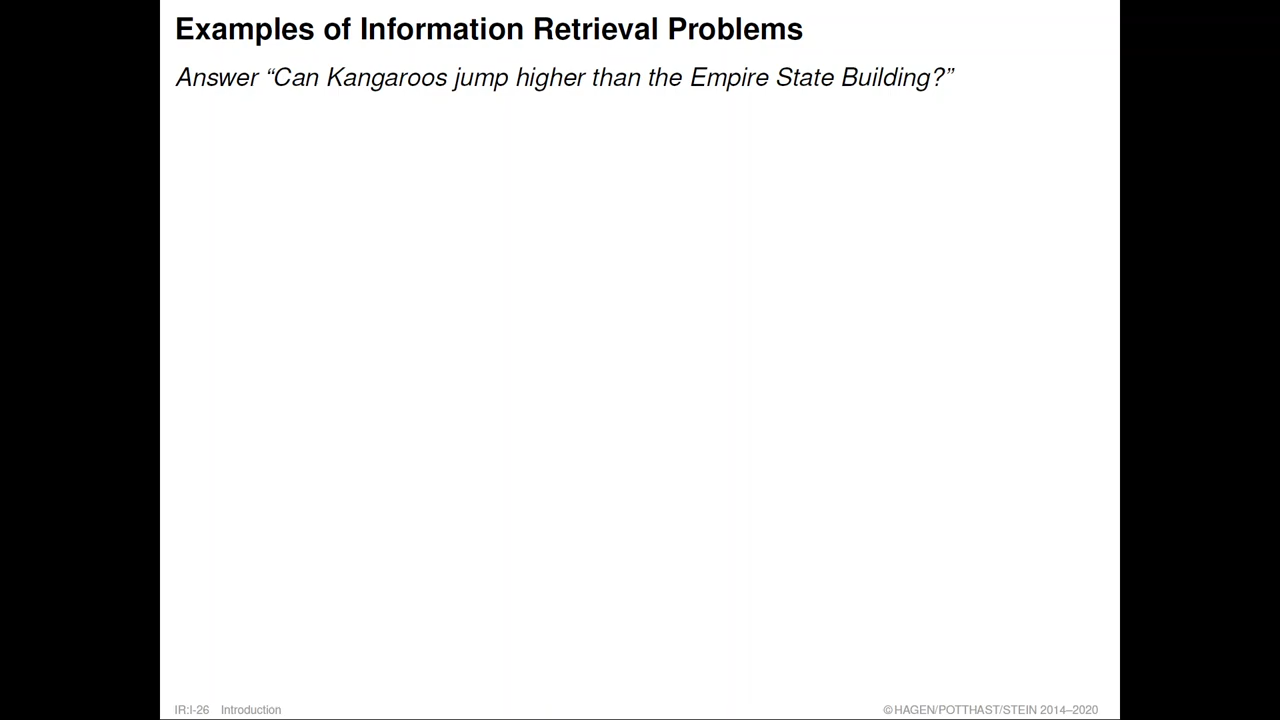 Examples of Information Retrieval Problems
Answer “Can Kangaroos jump higher than the Empire State Building?”
IR:I-26 Introduction
©HAGEN/POTTHAST/STEIN 2014–2020